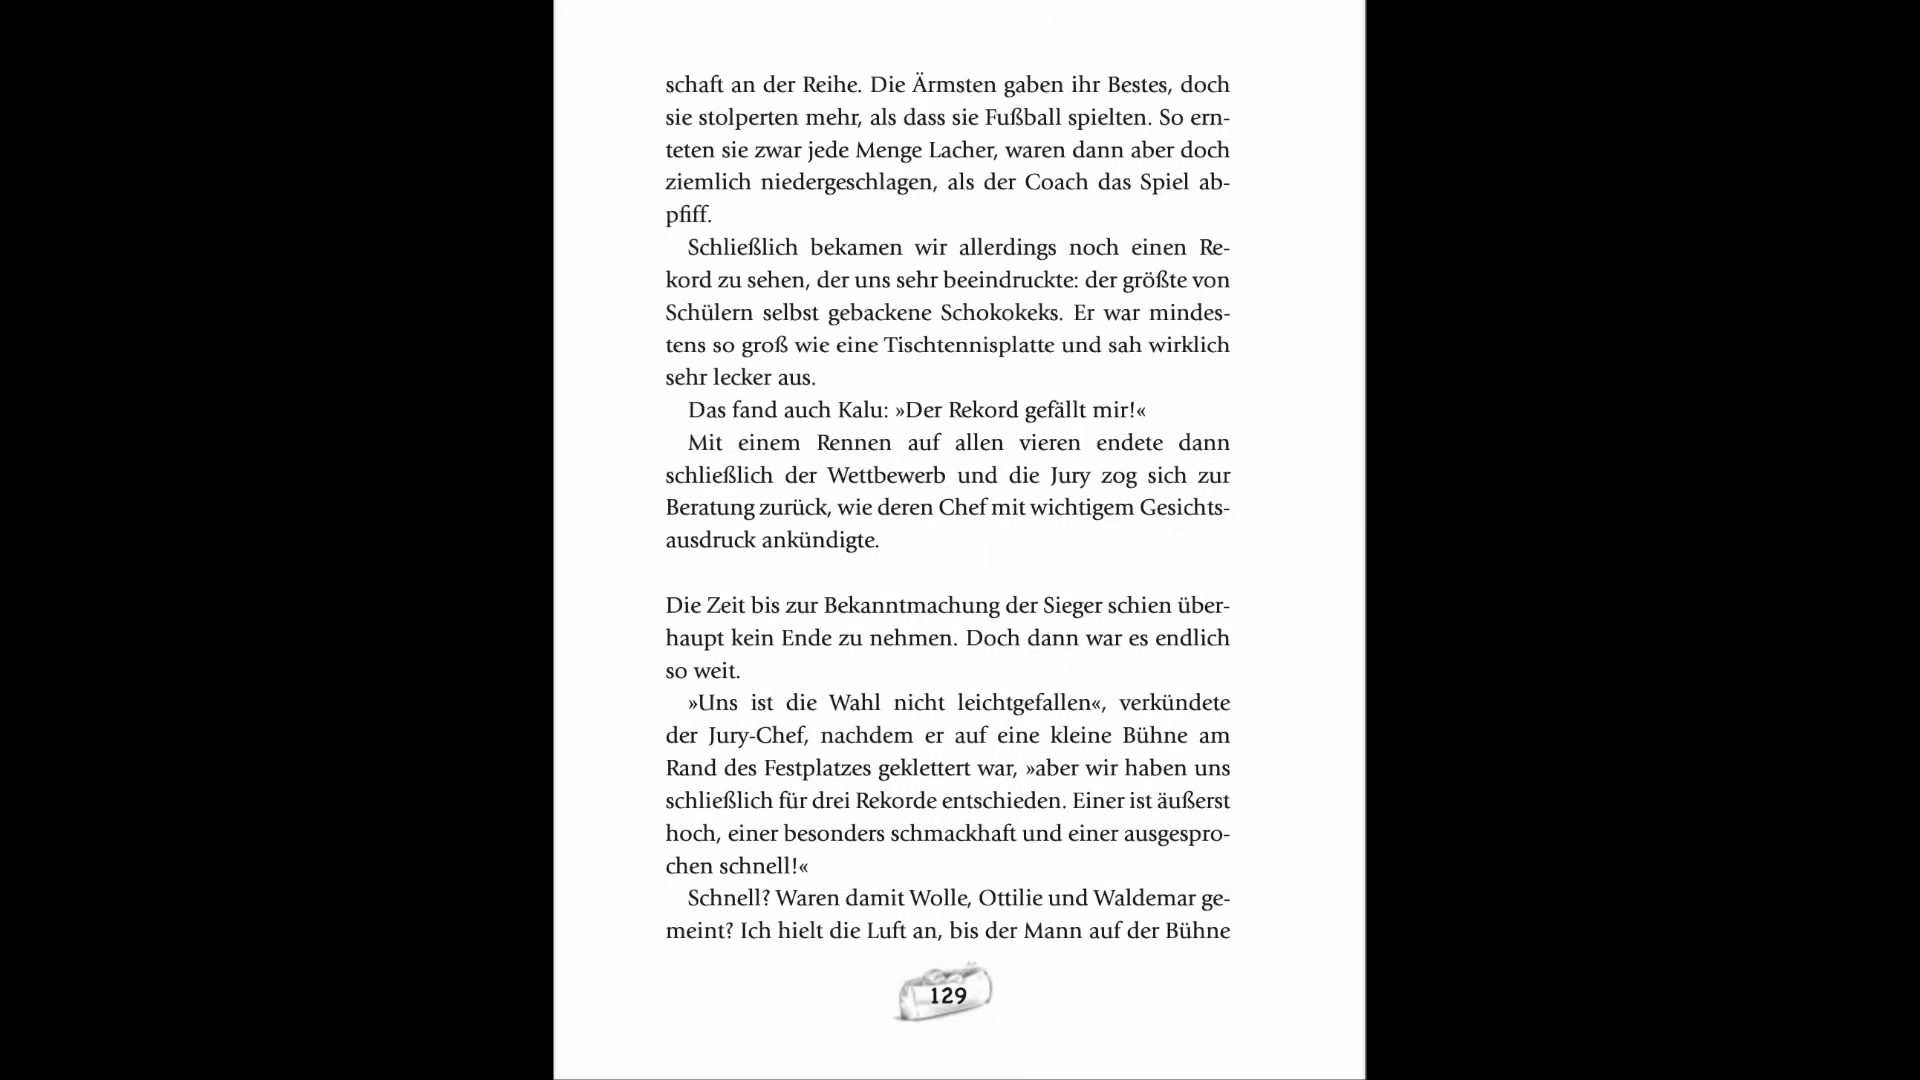 schaft an der Reihe. Die Ärmsten gaben ihr Bestes, doch
sie stolperten mehr, als dass sie Fußball spielten. So ern-
teten sie zwar jede Menge Lacher, waren dann aber doch
ziemlich niedergeschlagen, als der Coach das Spiel ab-
pfiff.
Schließlich bekamen wir allerdings noch einen Re-
kord zu sehen, der uns sehr beeindruckte: der größte von
Schülern selbst gebackene Schokokeks. Er war mindes-
tens so groß wie eine Tischtennisplatte und sah wirklich
sehr lecker aus.
Das fand auch Kalu: »Der Rekord gefällt mir!«
Mit einem Rennen auf allen vieren endete dann
schließlich der Wettbewerb und die Jury zog sich zur
Beratung zurück, wie deren Chef mit wichtigem Gesichts-
ausdruck ankündigte.
Die Zeit bis zur Bekanntmachung der Sieger schien über-
haupt kein Ende zu nehmen. Doch dann war es endlich
so weit.
»Uns ist die Wahl nicht leichtgefallen«, verkündete
der Jury-Chef, nachdem er auf eine kleine Bühne am
Rand des Festplatzes geklettert war, »aber wir haben uns
schließlich für drei Rekorde entschieden. Einer ist äußerst
hoch, einer besonders schmackhaft und einer ausgespro-
chen schnell!«
Schnell? Waren damit Wolle, Ottilie und Waldemar ge-
meint? Ich hielt die Luft an, bis der Mann auf der Bühne
129